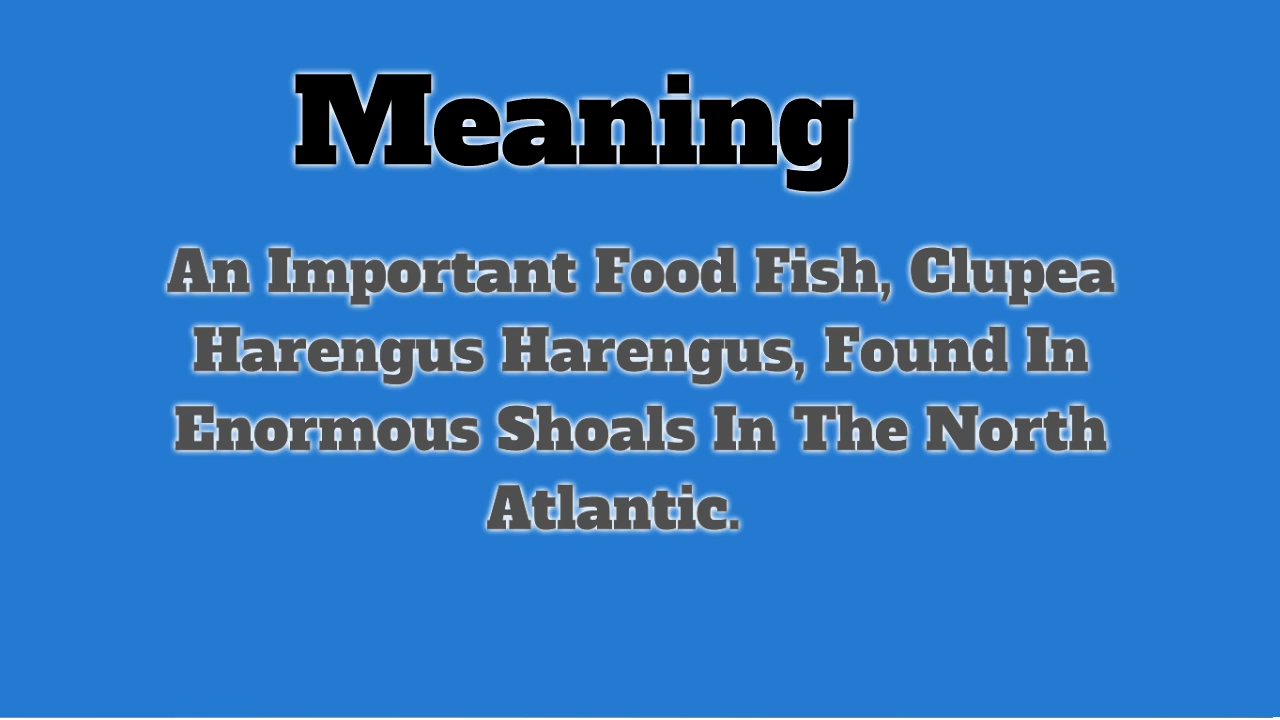 Meaning
An Important Food Fish, Clupea
Harengus Harengus, Found In
Enormous Shoals In The North
Atlantic.